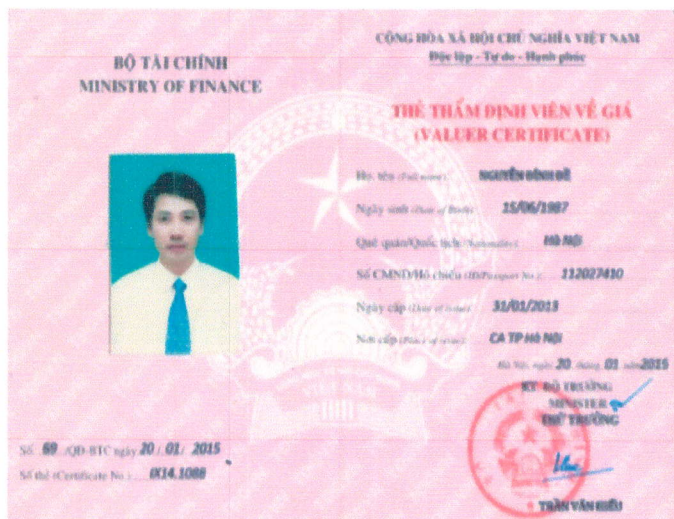 BỘ TÀI CHÍNH
MINISTRY OF FINANCE
CỘNG HÒA XÃ HỘI CHỦ NGHĨA VIỆT NAM
Độc lập - Tự do - Hạnh phúc
THẺ THẨM ĐỊNH VIÊN VỀ GIÁ
(VALUER CERTIFICATE)
Họ, tên (Full name): NGUYỄN ĐÌNH ĐỀ
Ngày sinh (Date of Birth): 15/06/1987
Quê quán/Quốc tịch (Nationality): Hà Nội
Số CMND/Hộ chiếu (ID/Passport No.): 112027410
Ngày cấp (Date of issue): 31/01/2013
Nơi cấp (Place of issue): CA TP Hà Nội
Hà Nội, ngày 20 tháng 01 năm 2015
KT BỘ TRƯỞNG
MINISTER
THỨ TRƯỞNG
TRẦN VĂN HIẾU
Số: 69 /QĐ-BTC ngày 20 / 01 / 2015
Số thẻ (Certificate No.): IX14.1088
VIỆT NAM